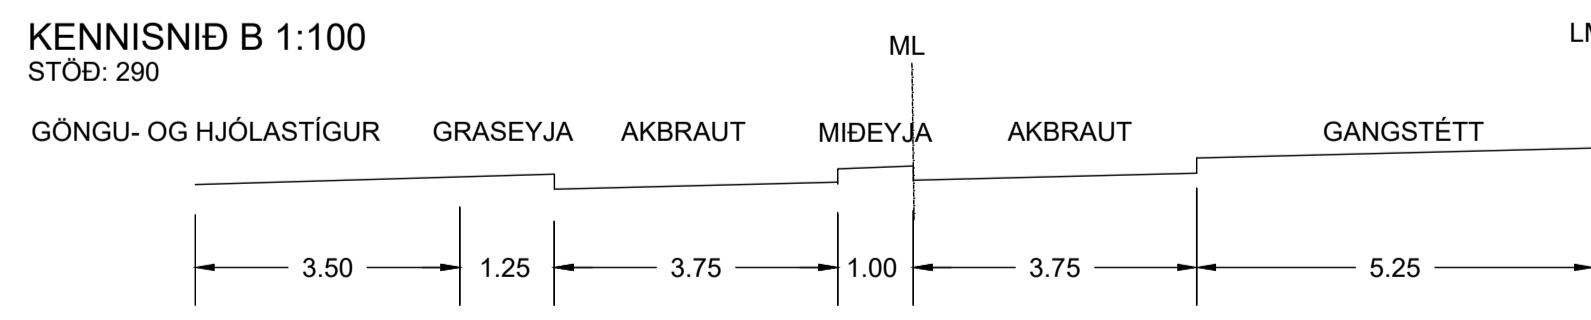 KENNISNIÐ B 1:100
STÖÐ: 290
ML
GÖNGU- OG HJÓLASTÍGUR GRASEYJA AKBRAUT MIÐEYJA AKBRAUT GANGSTÉTT
3.50 1.25 3.75 1.00 3.75 5.25